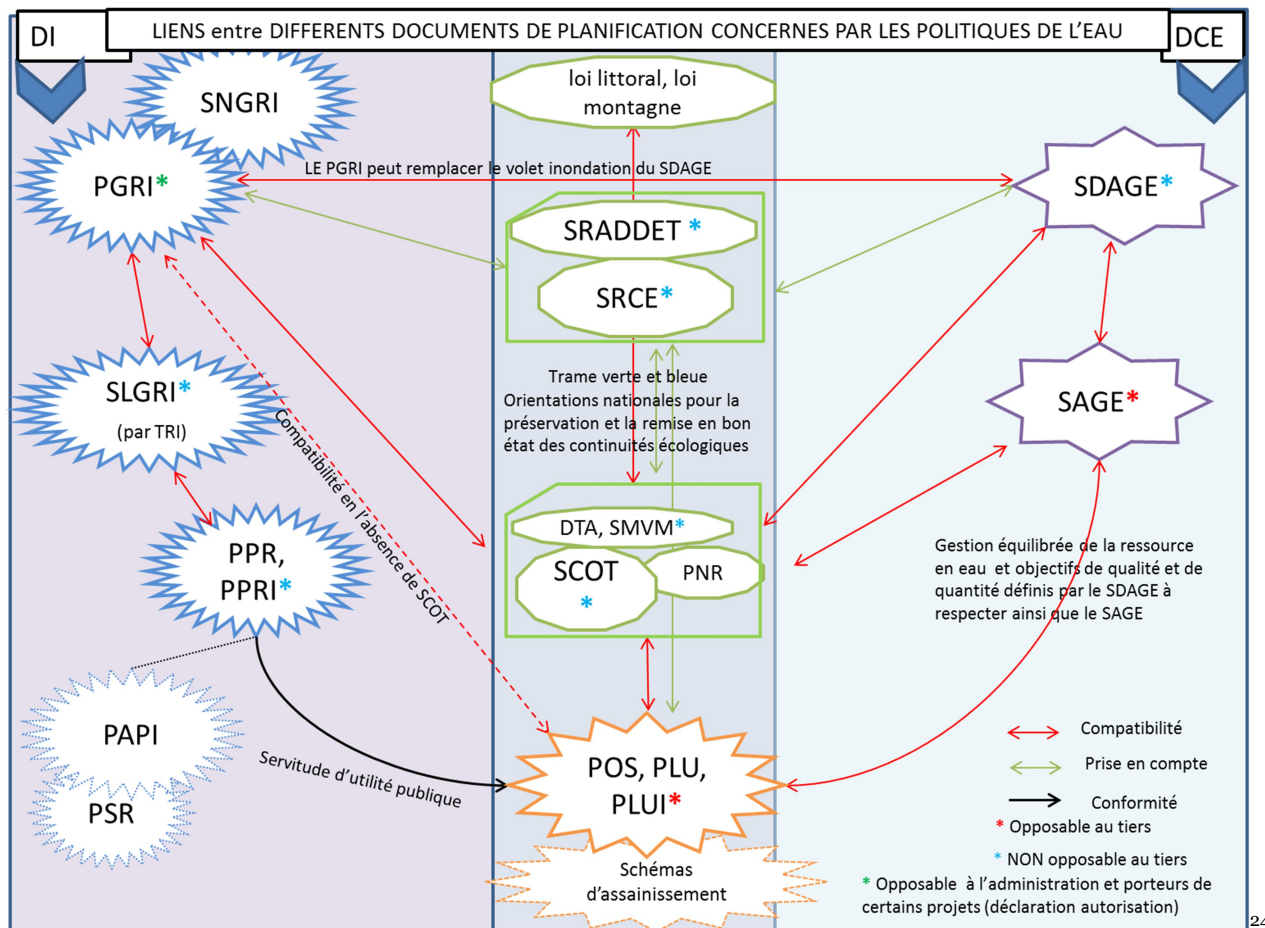 DI
LIENS entre DIFFERENTS DOCUMENTS DE PLANIFICATION CONCERNES PAR LES POLITIQUES DE L’EAU
DCE
SNGRI
loi littoral, loi
montagne
PGRI*
LE PGRI peut remplacer le volet inondation du SDAGE
SDAGE*
SRADDET *
SRCE*
SLGRI*
(par TRI)
Trame verte et bleue
Orientations nationales pour la
préservation et la remise en bon
état des continuités écologiques
SAGE*
Compatibilité en l’absence de SCOT
PPR,
PPRI*
DTA, SMVM*
SCOT
*
PNR
Gestion équilibrée de la ressource
en eau et objectifs de qualité et de
quantité définis par le SDAGE à
respecter ainsi que le SAGE
PAPI
PSR
Servitude d’utilité publique
POS, PLU,
PLUI*
Schémas
d’assainissement
Compatibilité
Prise en compte
Conformité
* Opposable au tiers
* NON opposable au tiers
* Opposable à l’administration et porteurs de
certains projets (déclaration autorisation)
24